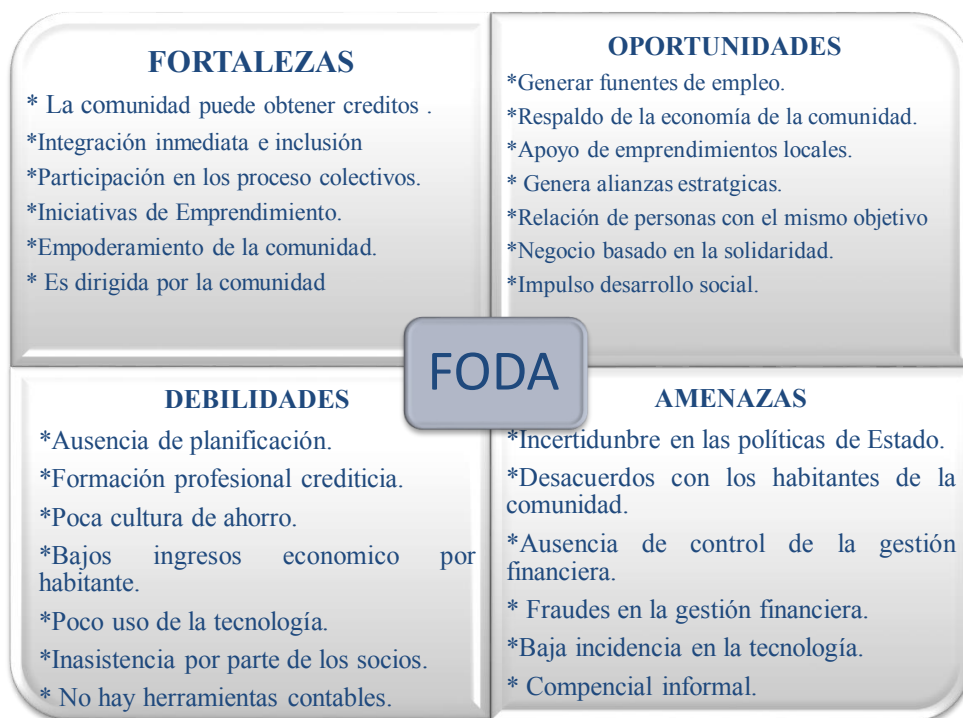 FORTALEZAS
* La comunidad puede obtener creditos .
*Integración inmediata e inclusión
*Participación en los proceso colectivos.
*Iniciativas de Emprendimiento.
*Empoderamiento de la comunidad.
* Es dirigida por la comunidad
OPORTUNIDADES
*Generar funentes de empleo.
*Respaldo de la economía de la comunidad.
*Apoyo de emprendimientos locales.
* Genera alianzas estratgicas.
*Relación de personas con el mismo objetivo
*Negocio basado en la solidaridad.
*Impulso desarrollo social.
FODA
DEBILIDADES
*Ausencia de planificación.
*Formación profesional crediticia.
*Poca cultura de ahorro.
*Bajos ingresos economico por
habitante.
*Poco uso de la tecnología.
*Inasistencia por parte de los socios.
* No hay herramientas contables.
AMENAZAS
*Incertidunbre en las políticas de Estado.
*Desacuerdos con los habitantes de la
comunidad.
*Ausencia de control de la gestión
financiera.
* Fraudes en la gestión financiera.
*Baja incidencia en la tecnología.
* Compencial informal.